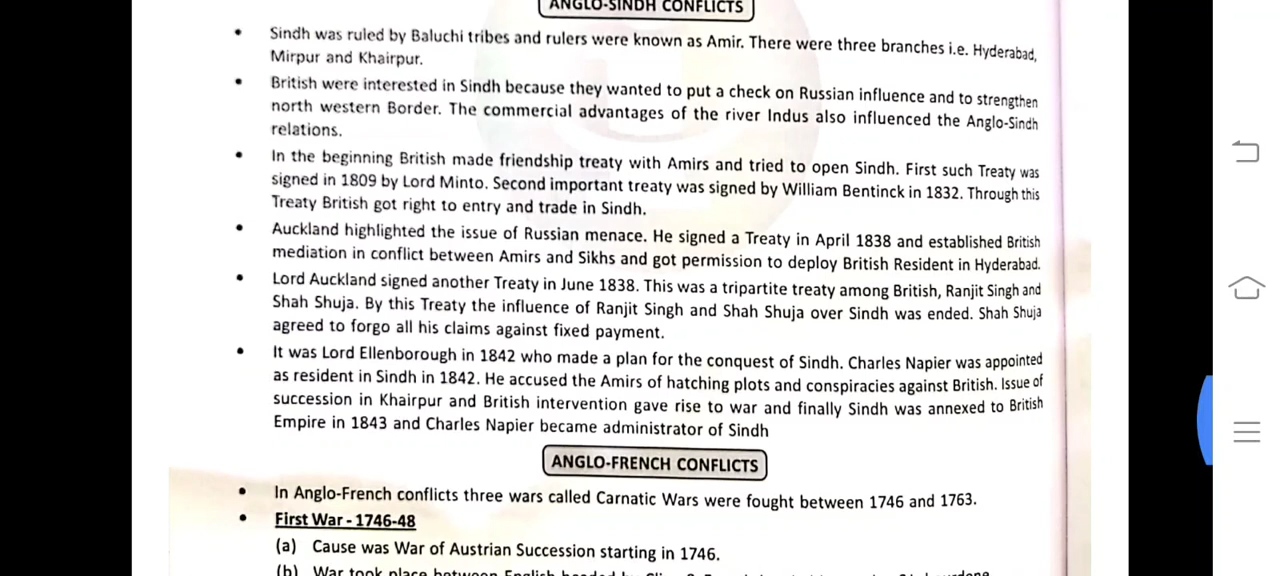 ANGLO-SINDH CONFLICTS
• Sindh was ruled by Baluchi tribes and rulers were known as Amir. There were three branches i.e. Hyderabad,
Mirpur and Khairpur.
• British were interested in Sindh because they wanted to put a check on Russian influence and to strengthen
north western Border. The commercial advantages of the river Indus also influenced the Anglo-Sindh
relations.
• In the beginning British made friendship treaty with Amirs and tried to open Sindh. First such Treaty was
signed in 1809 by Lord Minto. Second important treaty was signed by William Bentinck in 1832. Through this
Treaty British got right to entry and trade in Sindh.
• Auckland highlighted the issue of Russian menace. He signed a Treaty in April 1838 and established British
mediation in conflict between Amirs and Sikhs and got permission to deploy British Resident in Hyderabad.
• Lord Auckland signed another Treaty in June 1838. This was a tripartite treaty among British, Ranjit Singh and
Shah Shuja. By this Treaty the influence of Ranjit Singh and Shah Shuja over Sindh was ended. Shah Shuja
agreed to forgo all his claims against fixed payment.
• It was Lord Ellenborough in 1842 who made a plan for the conquest of Sindh. Charles Napier was appointed
as resident in Sindh in 1842. He accused the Amirs of hatching plots and conspiracies against British. Issue of
succession in Khairpur and British intervention gave rise to war and finally Sindh was annexed to British
Empire in 1843 and Charles Napier became administrator of Sindh
ANGLO-FRENCH CONFLICTS
• In Anglo-French conflicts three wars called Carnatic Wars were fought between 1746 and 1763.
• First War - 1746-48
(a) Cause was War of Austrian Succession starting in 1746.
(b) War took place between English headed by